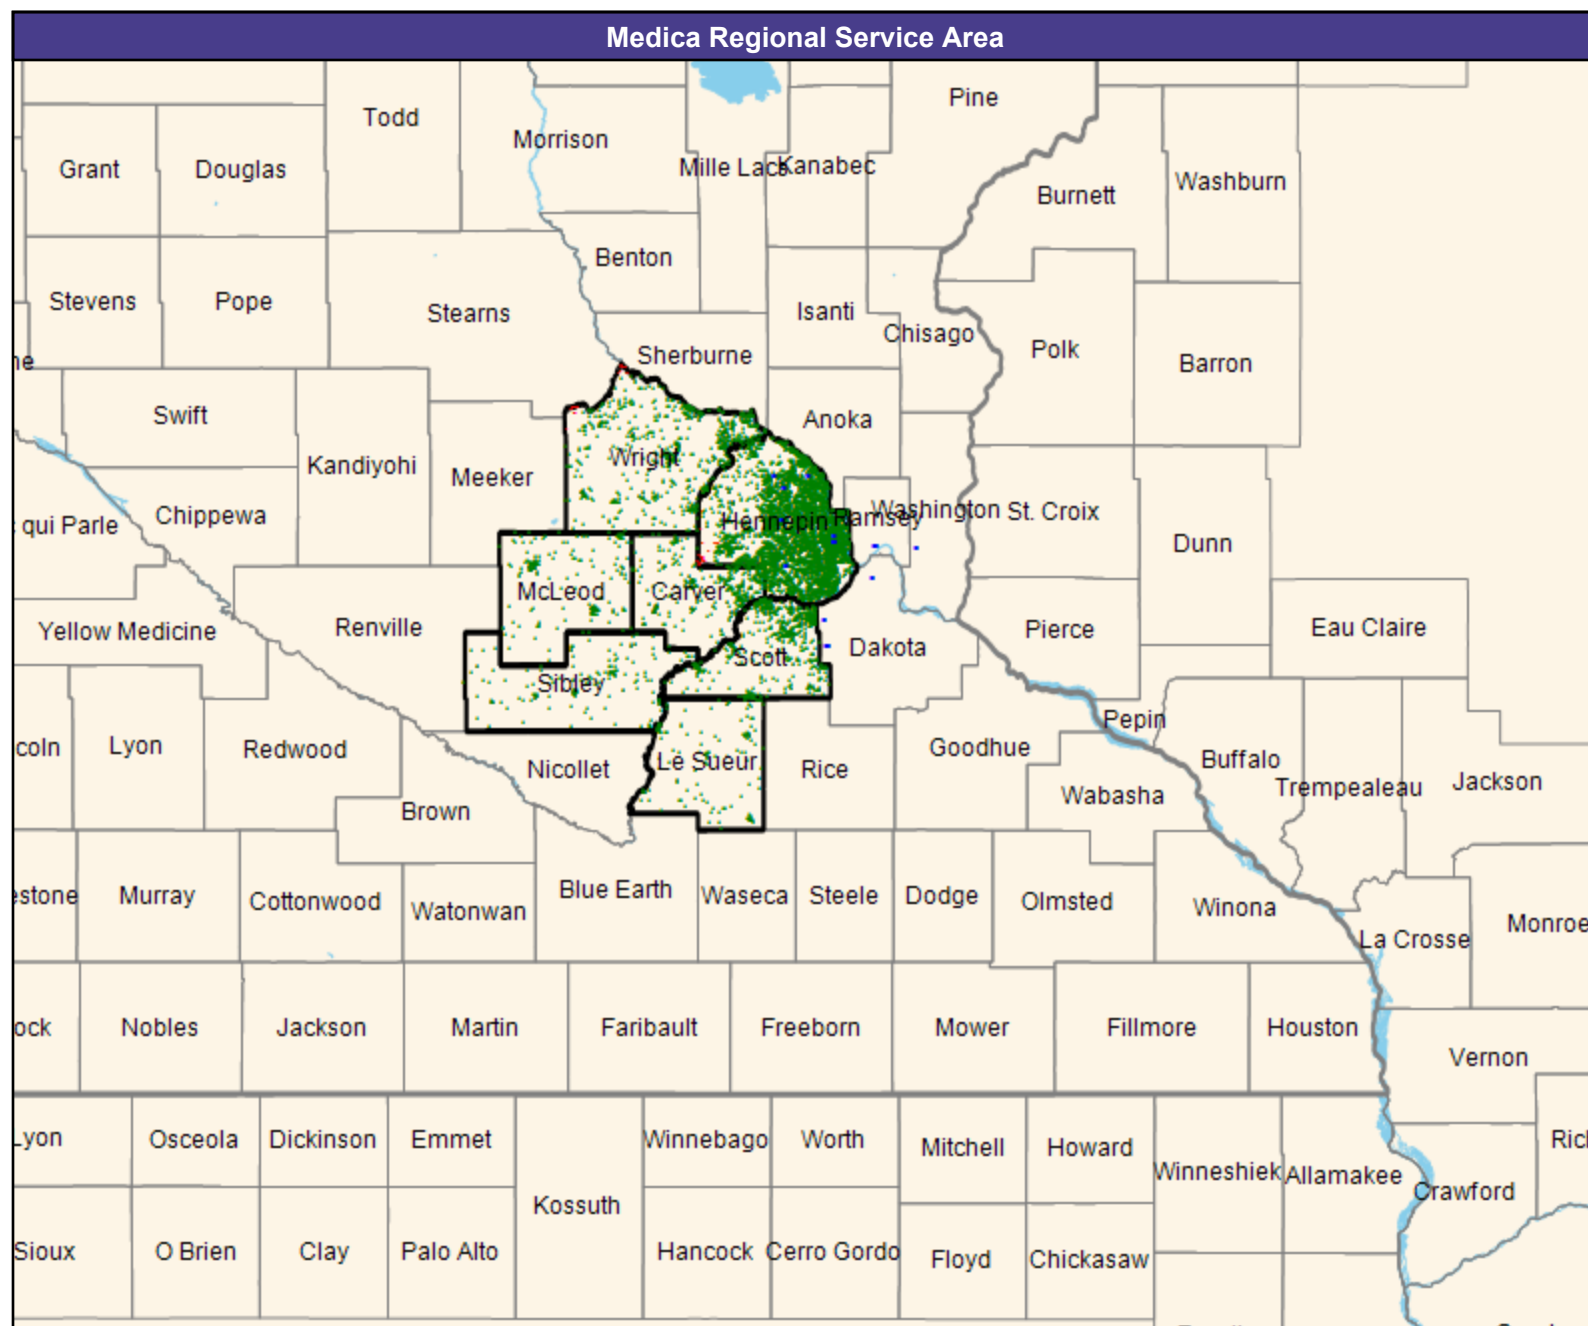 Medica Regional Service Area
Pine
Todd
Morrison
Grant
Douglas
Mille Lacs
Kanabec
Burnett
Washburn
Benton
Stevens
Pope
Stearns
Isanti
Chisago
Sherburne
Polk
Barron
ne
Swift
Anoka
Wright
Kandiyohi
Meeker
qui Parle
Chippewa
Hennepin
Ramsey
Washington
St. Croix
Dunn
McLeod
Carver
Yellow Medicine
Renville
Pierce
Eau Claire
Scott
Dakota
Sibley
Pepin
coln
Lyon
Redwood
Nicollet
Le Sueur
Rice
Goodhue
Buffalo
Trempealeau
Jackson
Wabasha
Brown
estone
Murray
Cottonwood
Watonwan
Blue Earth
Waseca
Steele
Dodge
Olmsted
Winona
La Crosse
Monroe
ock
Nobles
Jackson
Martin
Faribault
Freeborn
Mower
Fillmore
Houston
Vernon
Lyon
Osceola
Dickinson
Emmet
Winnebago
Worth
Mitchell
Howard
Winneshiek
Allamakee
Crawford
Rich
Kossuth
Sioux
O Brien
Clay
Palo Alto
Hancock
Cerro Gordo
Floyd
Chickasaw